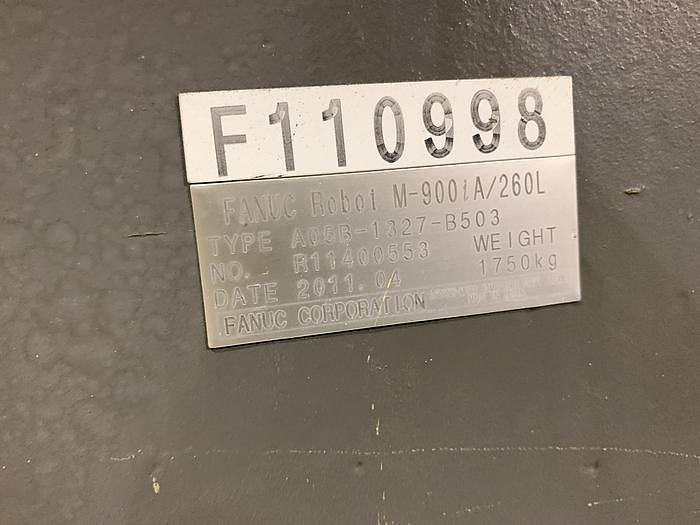 F110998
FANUC Robot M-900iA/260L
TYPE A05B-1327-B503
NO. R11400553 WEIGHT
DATE 2011.04 1750kg
FANUC CORPORATION